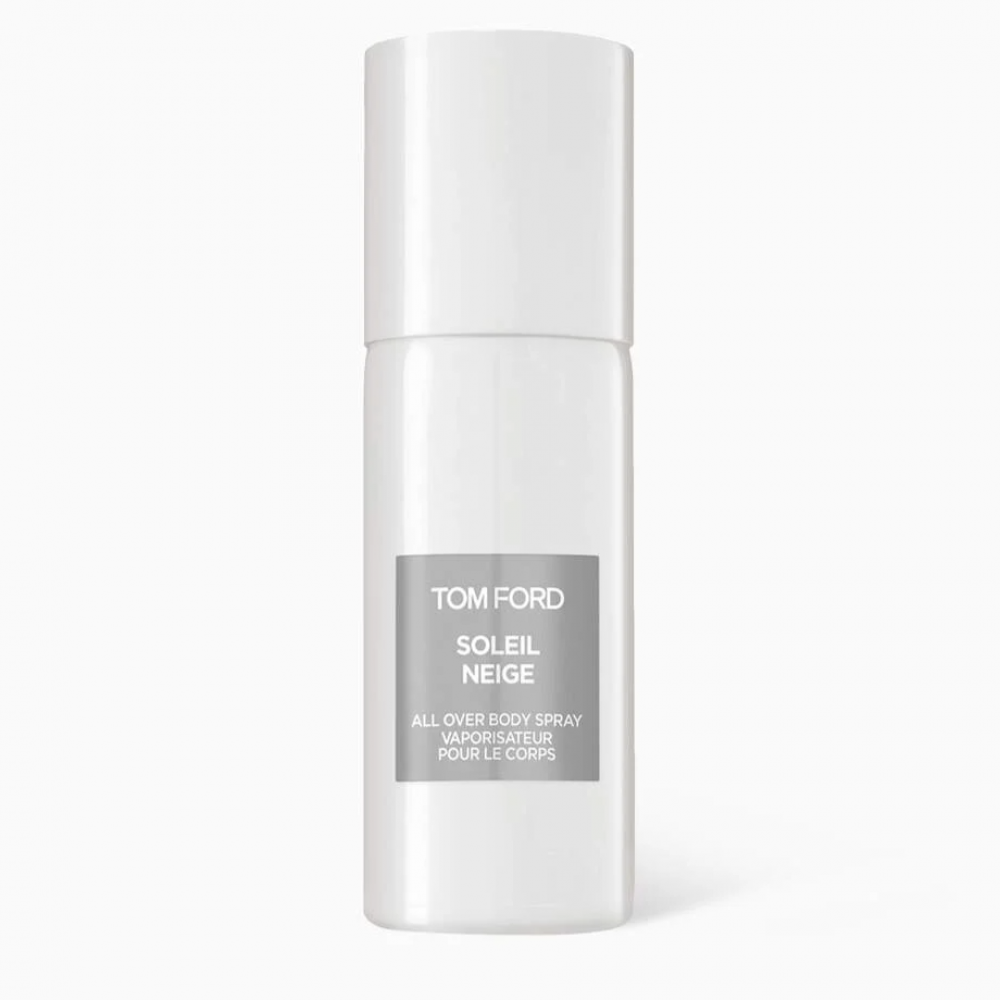 TOM FORD
SOLEIL
NEIGE
ALL OVER BODY SPRAY
VAPORISATEUR
POUR LE CORPS